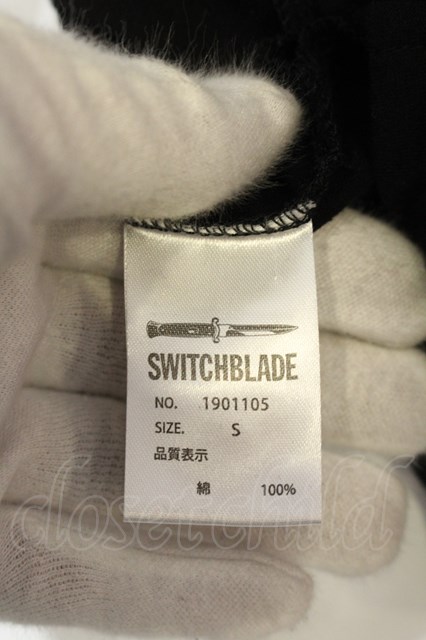 SWITCHBLADE
NO. 1901105
SIZE. S
品質表示
綿 100%
closet child